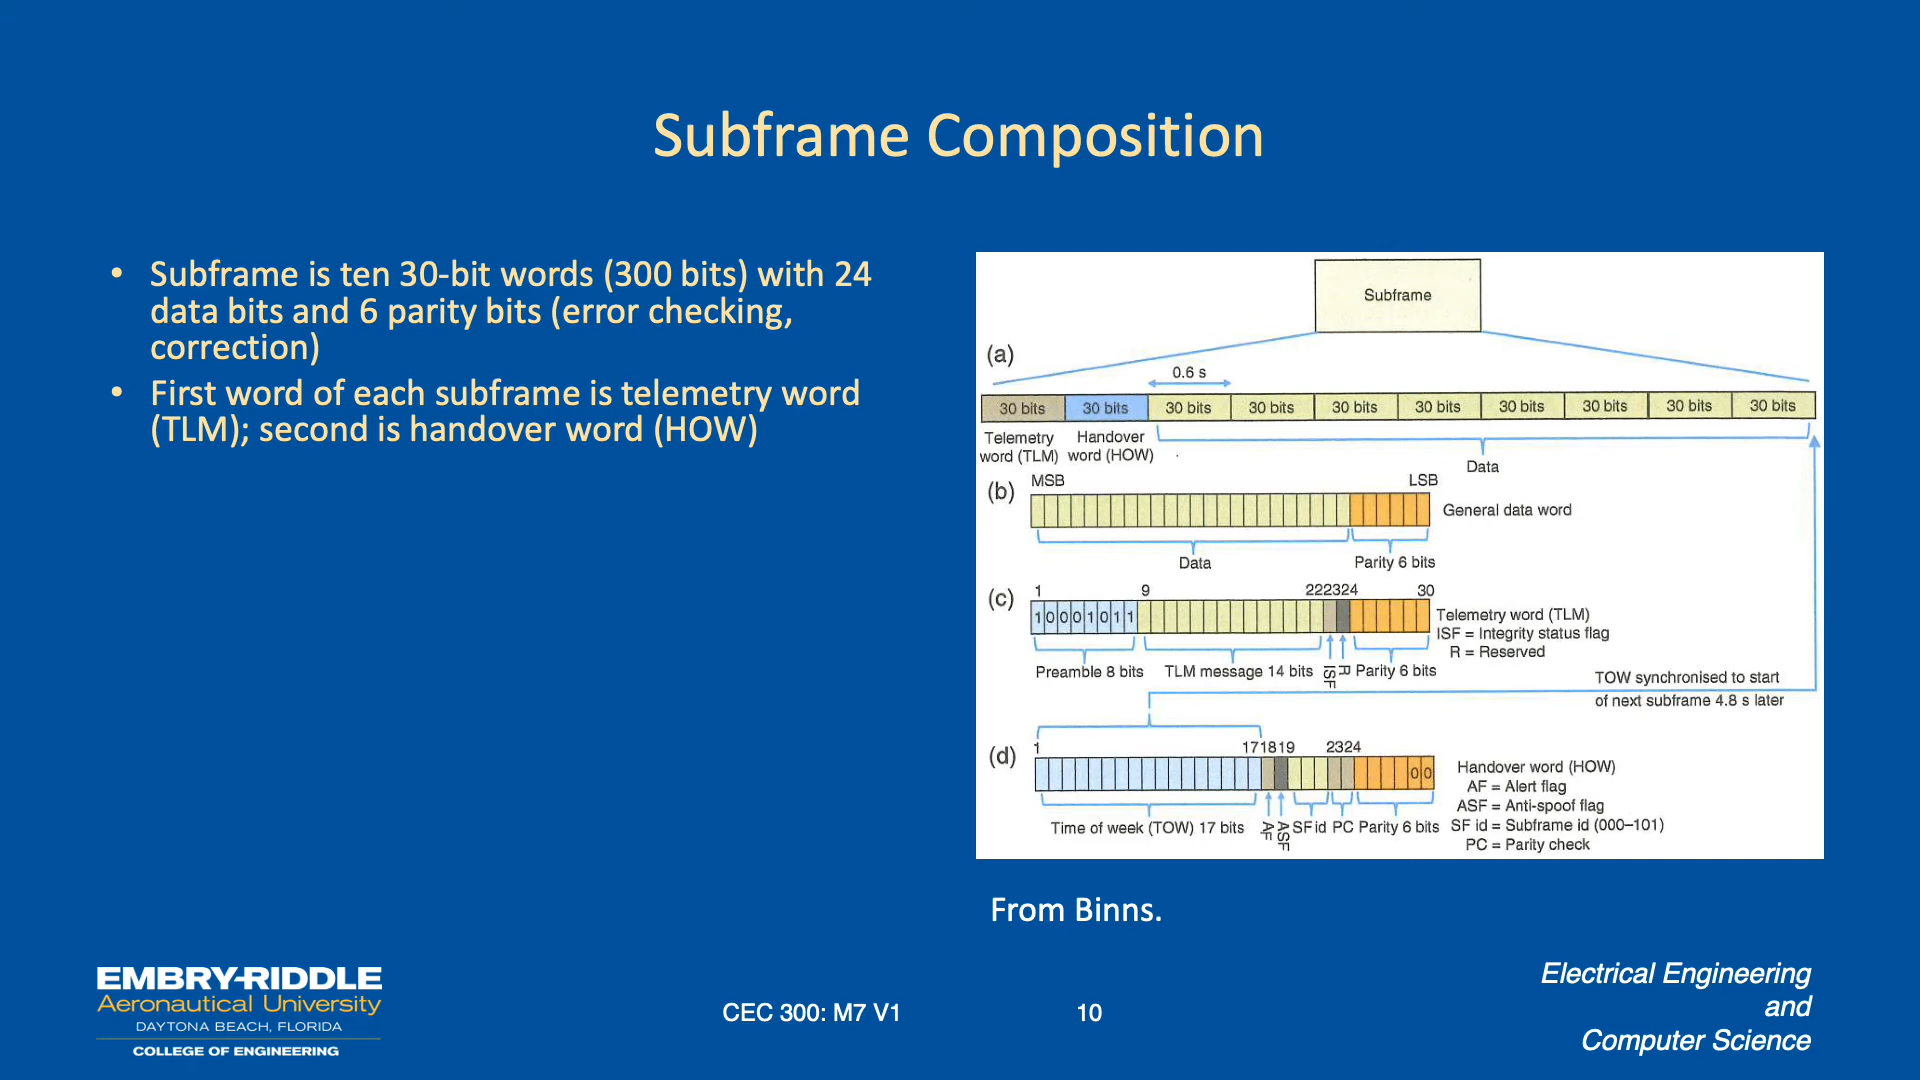 Subframe Composition
• Subframe is ten 30-bit words (300 bits) with 24
data bits and 6 parity bits (error checking,
correction)
• First word of each subframe is telemetry word
(TLM); second is handover word (HOW)
Subframe
(a)
0.6 s
30 bits 30 bits 30 bits 30 bits 30 bits 30 bits 30 bits 30 bits 30 bits 30 bits
Telemetry
word (TLM)
Handover
word (HOW)
Data
(b)
MSB LSB
General data word
Data Parity 6 bits
(c)
1 9 222324 30
1 0 0 0 1 0 1 1
Telemetry word (TLM)
ISF = Integrity status flag
R = Reserved
Preamble 8 bits TLM message 14 bits ISF R Parity 6 bits
TOW synchronised to start
of next subframe 4.8 s later
(d)
1 171819 2324
0 0
Handover word (HOW)
AF = Alert flag
ASF = Anti-spoof flag
SF id = Subframe id (000–101)
PC = Parity check
Time of week (TOW) 17 bits AF ASF SF id PC Parity 6 bits
From Binns.
EMBRY-RIDDLE
Aeronautical University
DAYTONA BEACH, FLORIDA
COLLEGE OF ENGINEERING
CEC 300: M7 V1
10
Electrical Engineering
and
Computer Science